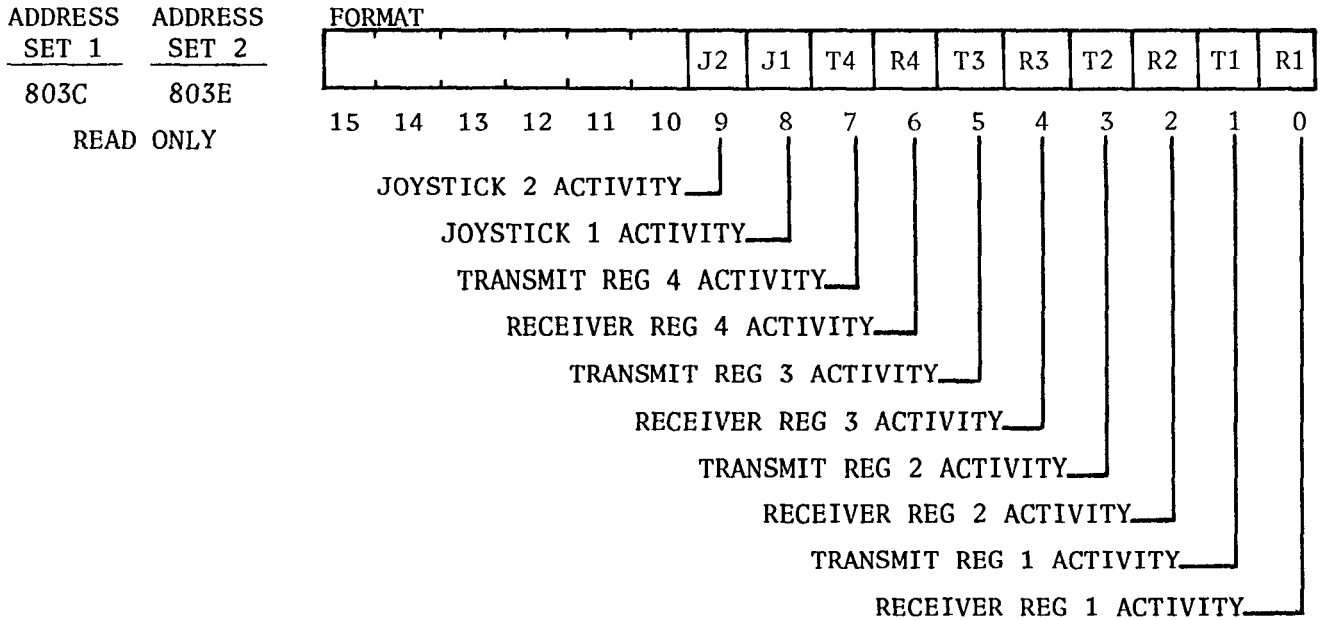 ADDRESS ADDRESS FORMAT
SET 1 SET 2
J2 J1 T4 R4 T3 R3 T2 R2 T1 R1
803C 803E
15 14 13 12 11 10 9 8 7 6 5 4 3 2 1 0
READ ONLY
JOYSTICK 2 ACTIVITY
JOYSTICK 1 ACTIVITY
TRANSMIT REG 4 ACTIVITY
RECEIVER REG 4 ACTIVITY
TRANSMIT REG 3 ACTIVITY
RECEIVER REG 3 ACTIVITY
TRANSMIT REG 2 ACTIVITY
RECEIVER REG 2 ACTIVITY
TRANSMIT REG 1 ACTIVITY
RECEIVER REG 1 ACTIVITY